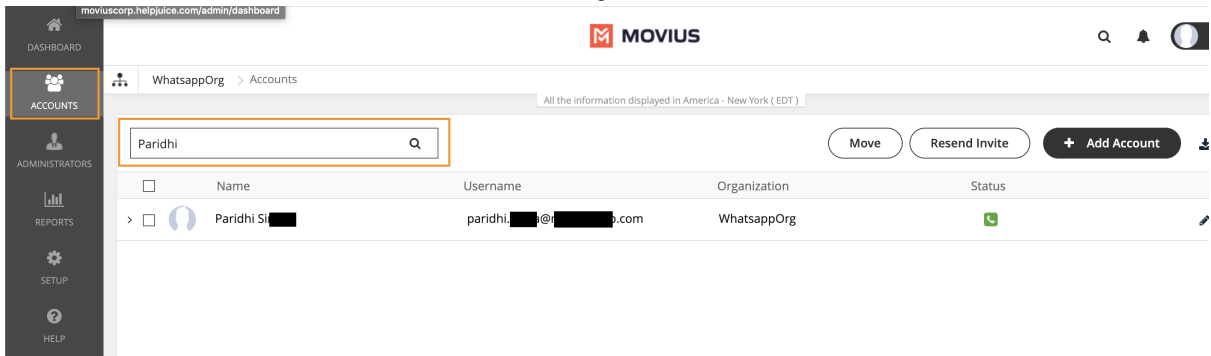 moviuscorp.helpjuice.com/admin/dashboard
DASHBOARD
MOVIUS
WhatsappOrg > Accounts
ACCOUNTS
All the information displayed in America - New York ( EDT )
Paridhi
Move
Resend Invite
+ Add Account
ADMINISTRATORS
Name Username Organization Status
REPORTS
Paridhi Si
paridhi. @ .com
WhatsappOrg
SETUP
HELP